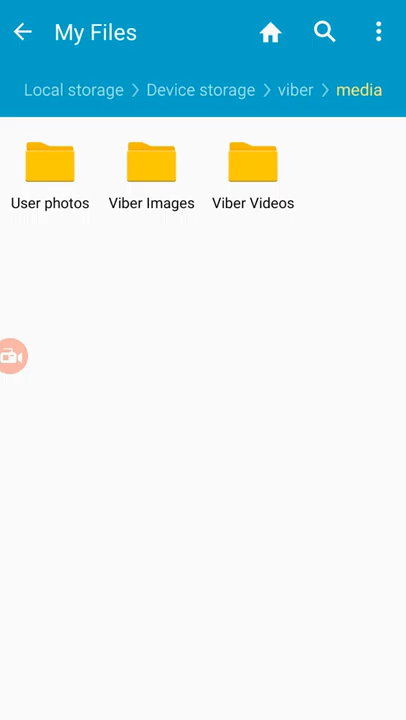 My Files
Local storage > Device storage > viber > media
User photos Viber Images Viber Videos